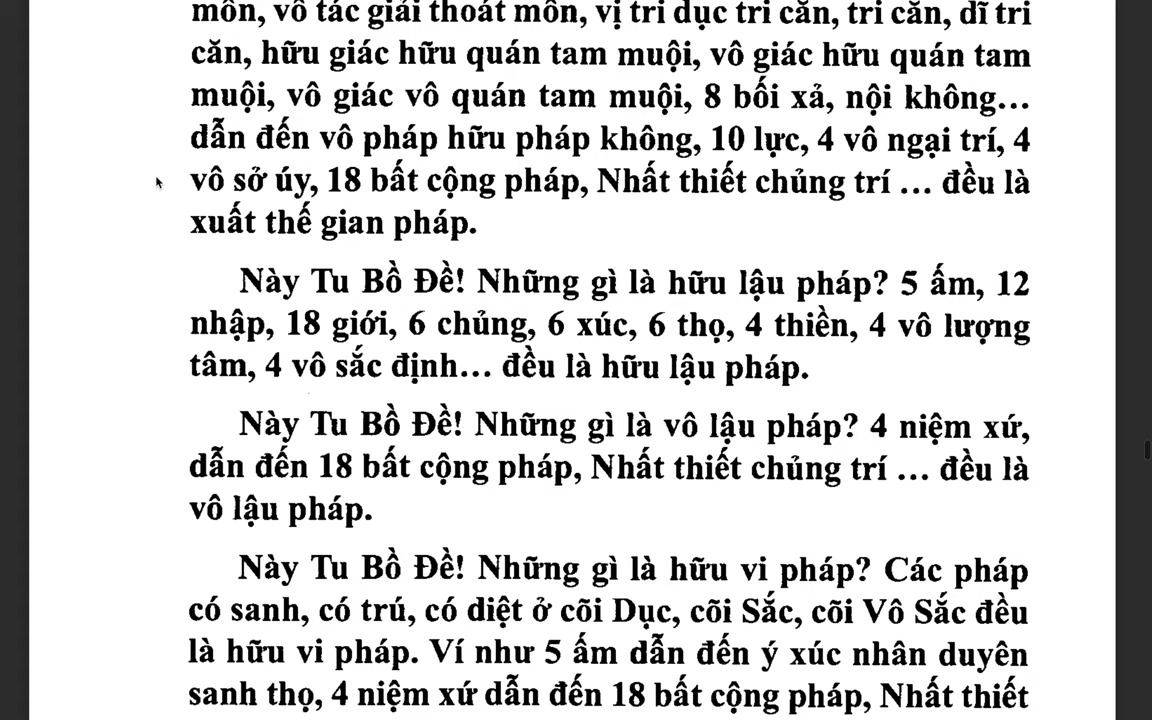 môn, vô tác giải thoát môn, vị tri dục tri căn, tri căn, dĩ tri
căn, hữu giác hữu quán tam muội, vô giác hữu quán tam
muội, vô giác vô quán tam muội, 8 bối xả, nội không...
dẫn đến vô pháp hữu pháp không, 10 lực, 4 vô ngại trí, 4
vô sở úy, 18 bất cộng pháp, Nhất thiết chủng trí ... đều là
xuất thế gian pháp.
Này Tu Bồ Đề! Những gì là hữu lậu pháp? 5 ấm, 12
nhập, 18 giới, 6 chủng, 6 xúc, 6 thọ, 4 thiền, 4 vô lượng
tâm, 4 vô sắc định... đều là hữu lậu pháp.
Này Tu Bồ Đề! Những gì là vô lậu pháp? 4 niệm xứ,
dẫn đến 18 bất cộng pháp, Nhất thiết chủng trí ... đều là
vô lậu pháp.
Này Tu Bồ Đề! Những gì là hữu vi pháp? Các pháp
có sanh, có trú, có diệt ở cõi Dục, cõi Sắc, cõi Vô Sắc đều
là hữu vi pháp. Ví như 5 ấm dẫn đến ý xúc nhân duyên
sanh thọ, 4 niệm xứ dẫn đến 18 bất cộng pháp, Nhất thiết